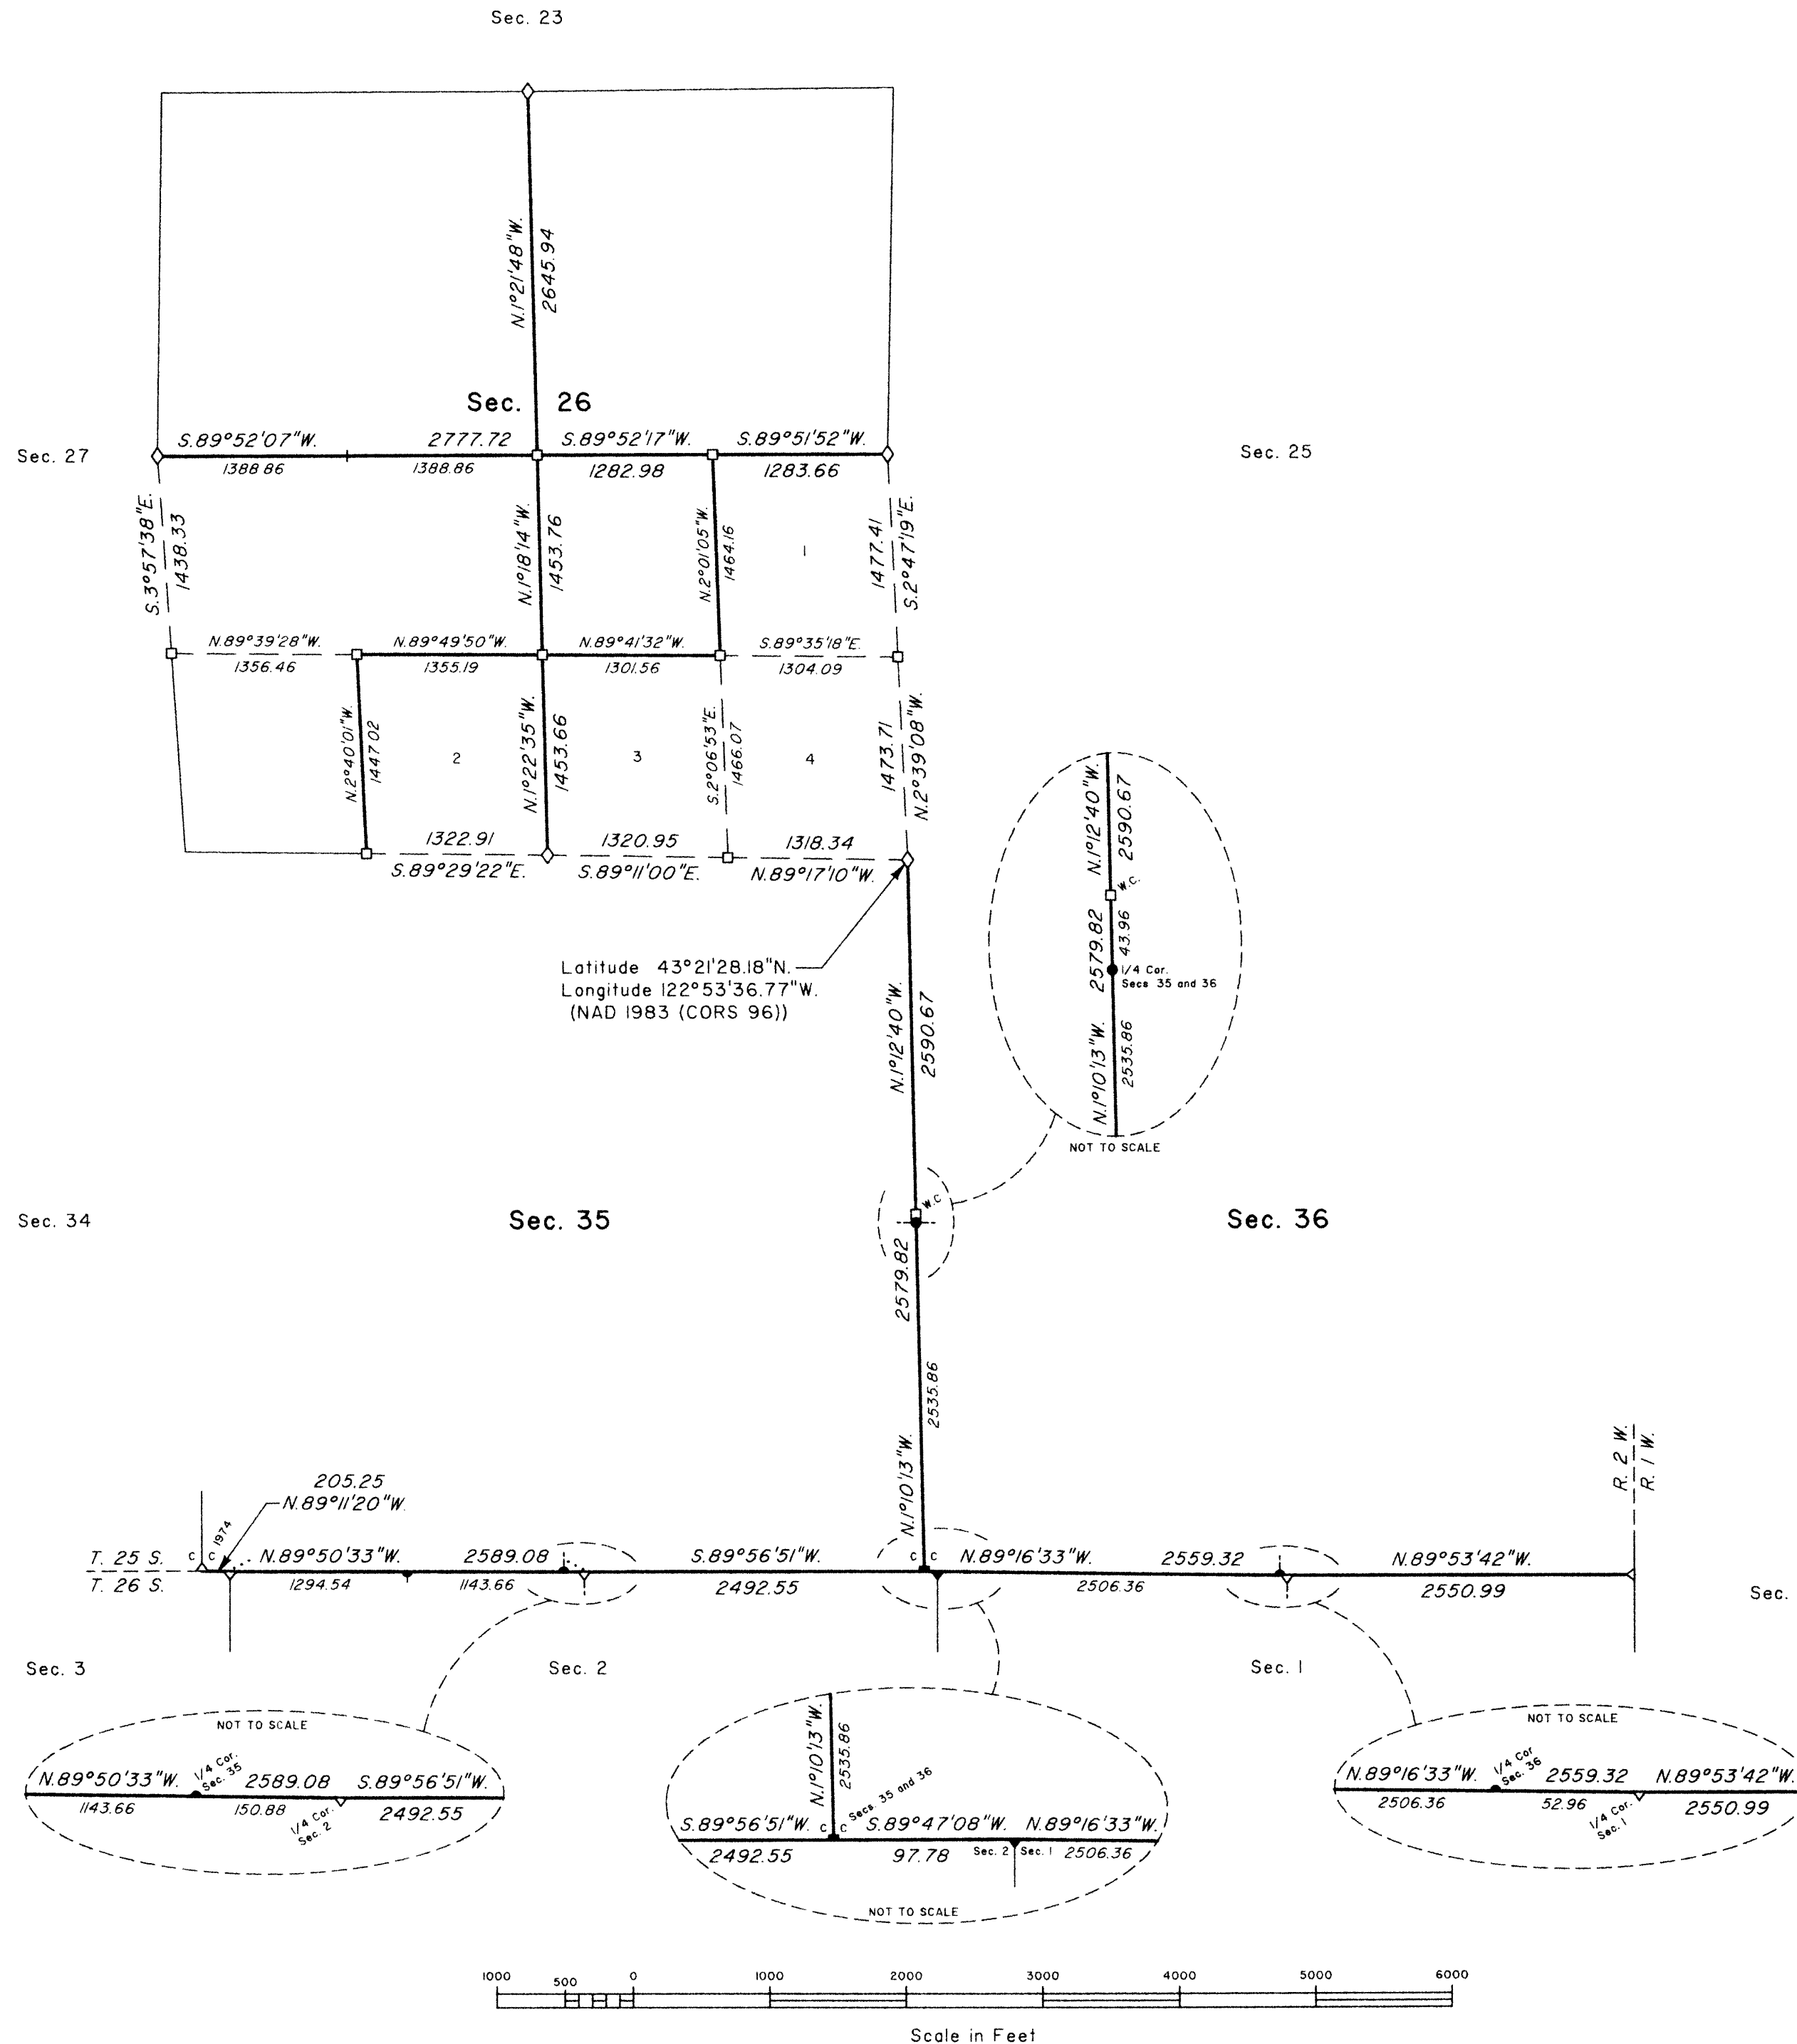 Sec. 23
N.1°21'48"W.
2645.94
Sec. 26
S.89°52'07"W.
2777.72
S.89°52'17"W.
S.89°51'52"W.
Sec. 27
1388.86
1388.86
1282.98
1283.66
Sec. 25
S.3°57'38"E.
1438.33
N.1°18'14"W.
1453.76
N.2°01'05"W.
1464.16
1
1477.41
S.2°47'19"E.
N.89°39'28"W.
N.89°49'50"W.
N.89°41'32"W.
S.89°35'18"E.
1356.46
1355.19
1301.56
1304.09
N.2°40'01"W.
1447.02
2
N.1°22'35"W.
1453.66
3
S.2°06'53"E.
1466.07
4
1473.71
N.2°39'08"W.
1322.91
1320.95
1318.34
S.89°29'22"E.
S.89°11'00"E.
N.89°17'10"W.
Latitude 43°21'28.18"N.
Longitude 122°53'36.77"W.
(NAD 1983 (CORS 96))
N.1°12'40"W.
2590.67
W.C.
2579.82
43.96
1/4 Cor.
Secs 35 and 36
N.1°10'13"W.
2535.86
NOT TO SCALE
N.1°12'40"W.
2590.67
W.C
Sec. 34
Sec. 35
Sec. 36
2579.82
2535.86
N.1°10'13"W.
R. 2 W.
R. 1 W.
205.25
N.89°11'20"W.
1974
C C
T. 25 S.
T. 26 S.
N.89°50'33"W.
2589.08
S.89°56'51"W.
C C
N.89°16'33"W.
2559.32
N.89°53'42"W.
1294.54
1143.66
2492.55
2506.36
2550.99
Sec.
Sec. 3
Sec. 2
Sec. 1
NOT TO SCALE
N.89°50'33"W.
1/4 Cor.
Sec. 35
2589.08
S.89°56'51"W.
1143.66
150.88
1/4 Cor.
Sec. 2
2492.55
N.1°10'13"W.
2535.86
Secs. 35 and 36
S.89°56'51"W.
C C
S.89°47'08"W.
N.89°16'33"W.
2492.55
97.78
Sec. 2
Sec. 1
2506.36
NOT TO SCALE
NOT TO SCALE
N.89°16'33"W.
1/4 Cor
Sec. 36
2559.32
N.89°53'42"W.
2506.36
52.96
1/4 Cor.
Sec. 1
2550.99
1000 500 0 1000 2000 3000 4000 5000 6000
Scale in Feet